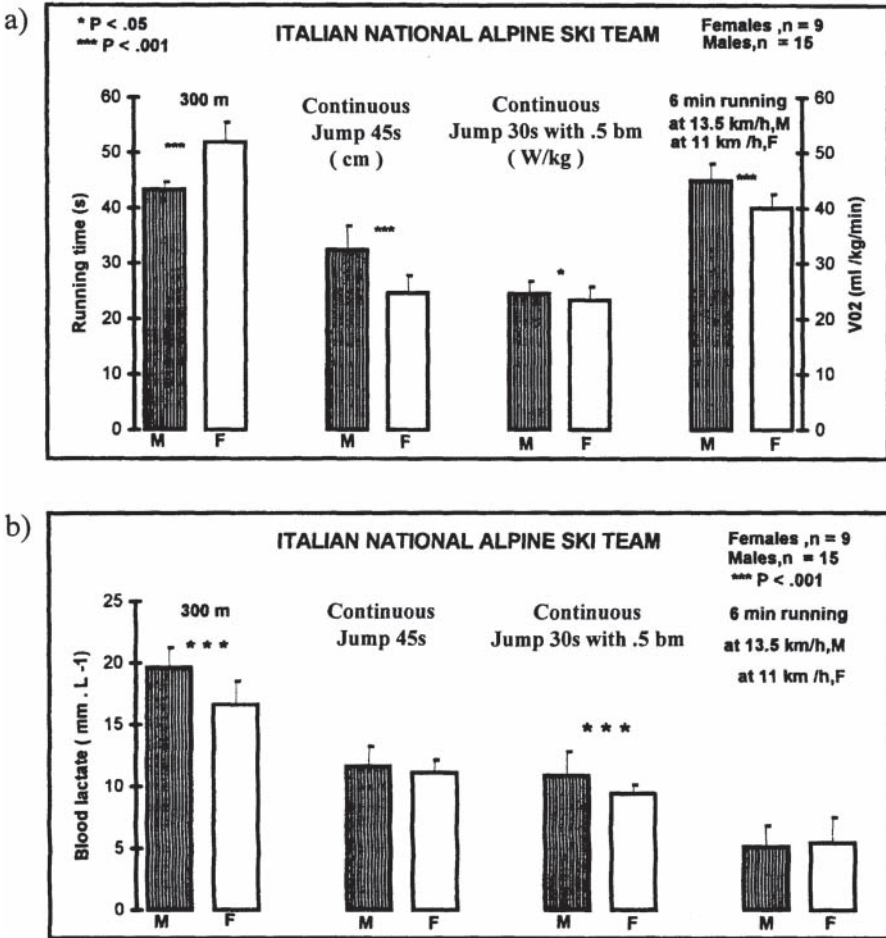 a)
* P < .05
*** P < .001
ITALIAN NATIONAL ALPINE SKI TEAM
Females ,n = 9
Males,n = 15
300 m
Continuous
Jump 45s
( cm )
Continuous
Jump 30s with .5 bm
( W/kg )
6 min running
at 13.5 km/h,M
at 11 km /h,F
Running time (s)
60
50
40
30
20
10
0
***
***
*
***
60
50
40
30
20
10
0
V02 (ml /kg/min)
M F M F M F M F
b)
ITALIAN NATIONAL ALPINE SKI TEAM
Females ,n = 9
Males,n = 15
*** P < .001
300 m
Continuous
Jump 45s
Continuous
Jump 30s with .5 bm
6 min running
at 13.5 km/h,M
at 11 km /h,F
Blood lactate ( mm . L -1)
25
20
15
10
5
0
* * *
* * *
M F M F M F M F